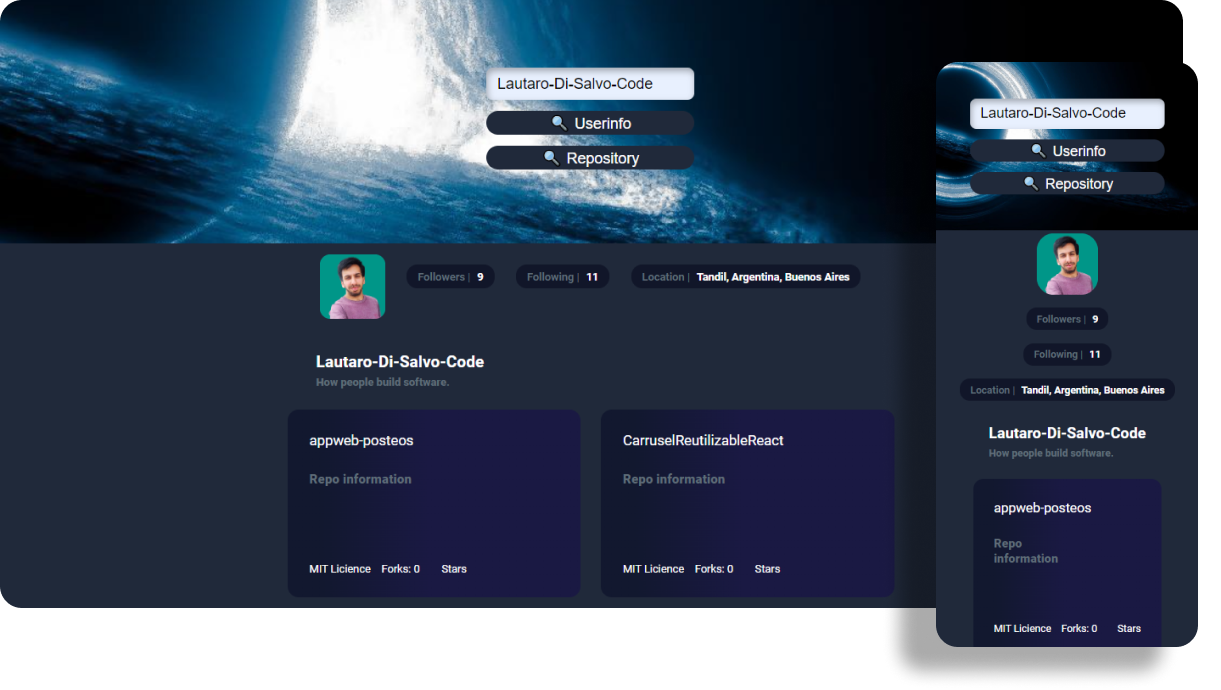 Lautaro-Di-Salvo-Code
🔍 Userinfo
🔍 Repository
Followers | 9
Following | 11
Location | Tandil, Argentina, Buenos Aires
Lautaro-Di-Salvo-Code
How people build software.
appweb-posteos
Repo information
MIT Licience Forks: 0 Stars
CarruselReutilizableReact
Repo information
MIT Licience Forks: 0 Stars
Lautaro-Di-Salvo-Code
🔍 Userinfo
🔍 Repository
Followers | 9
Following | 11
Location | Tandil, Argentina, Buenos Aires
Lautaro-Di-Salvo-Code
How people build software.
appweb-posteos
Repo
information
MIT Licience Forks: 0 Stars